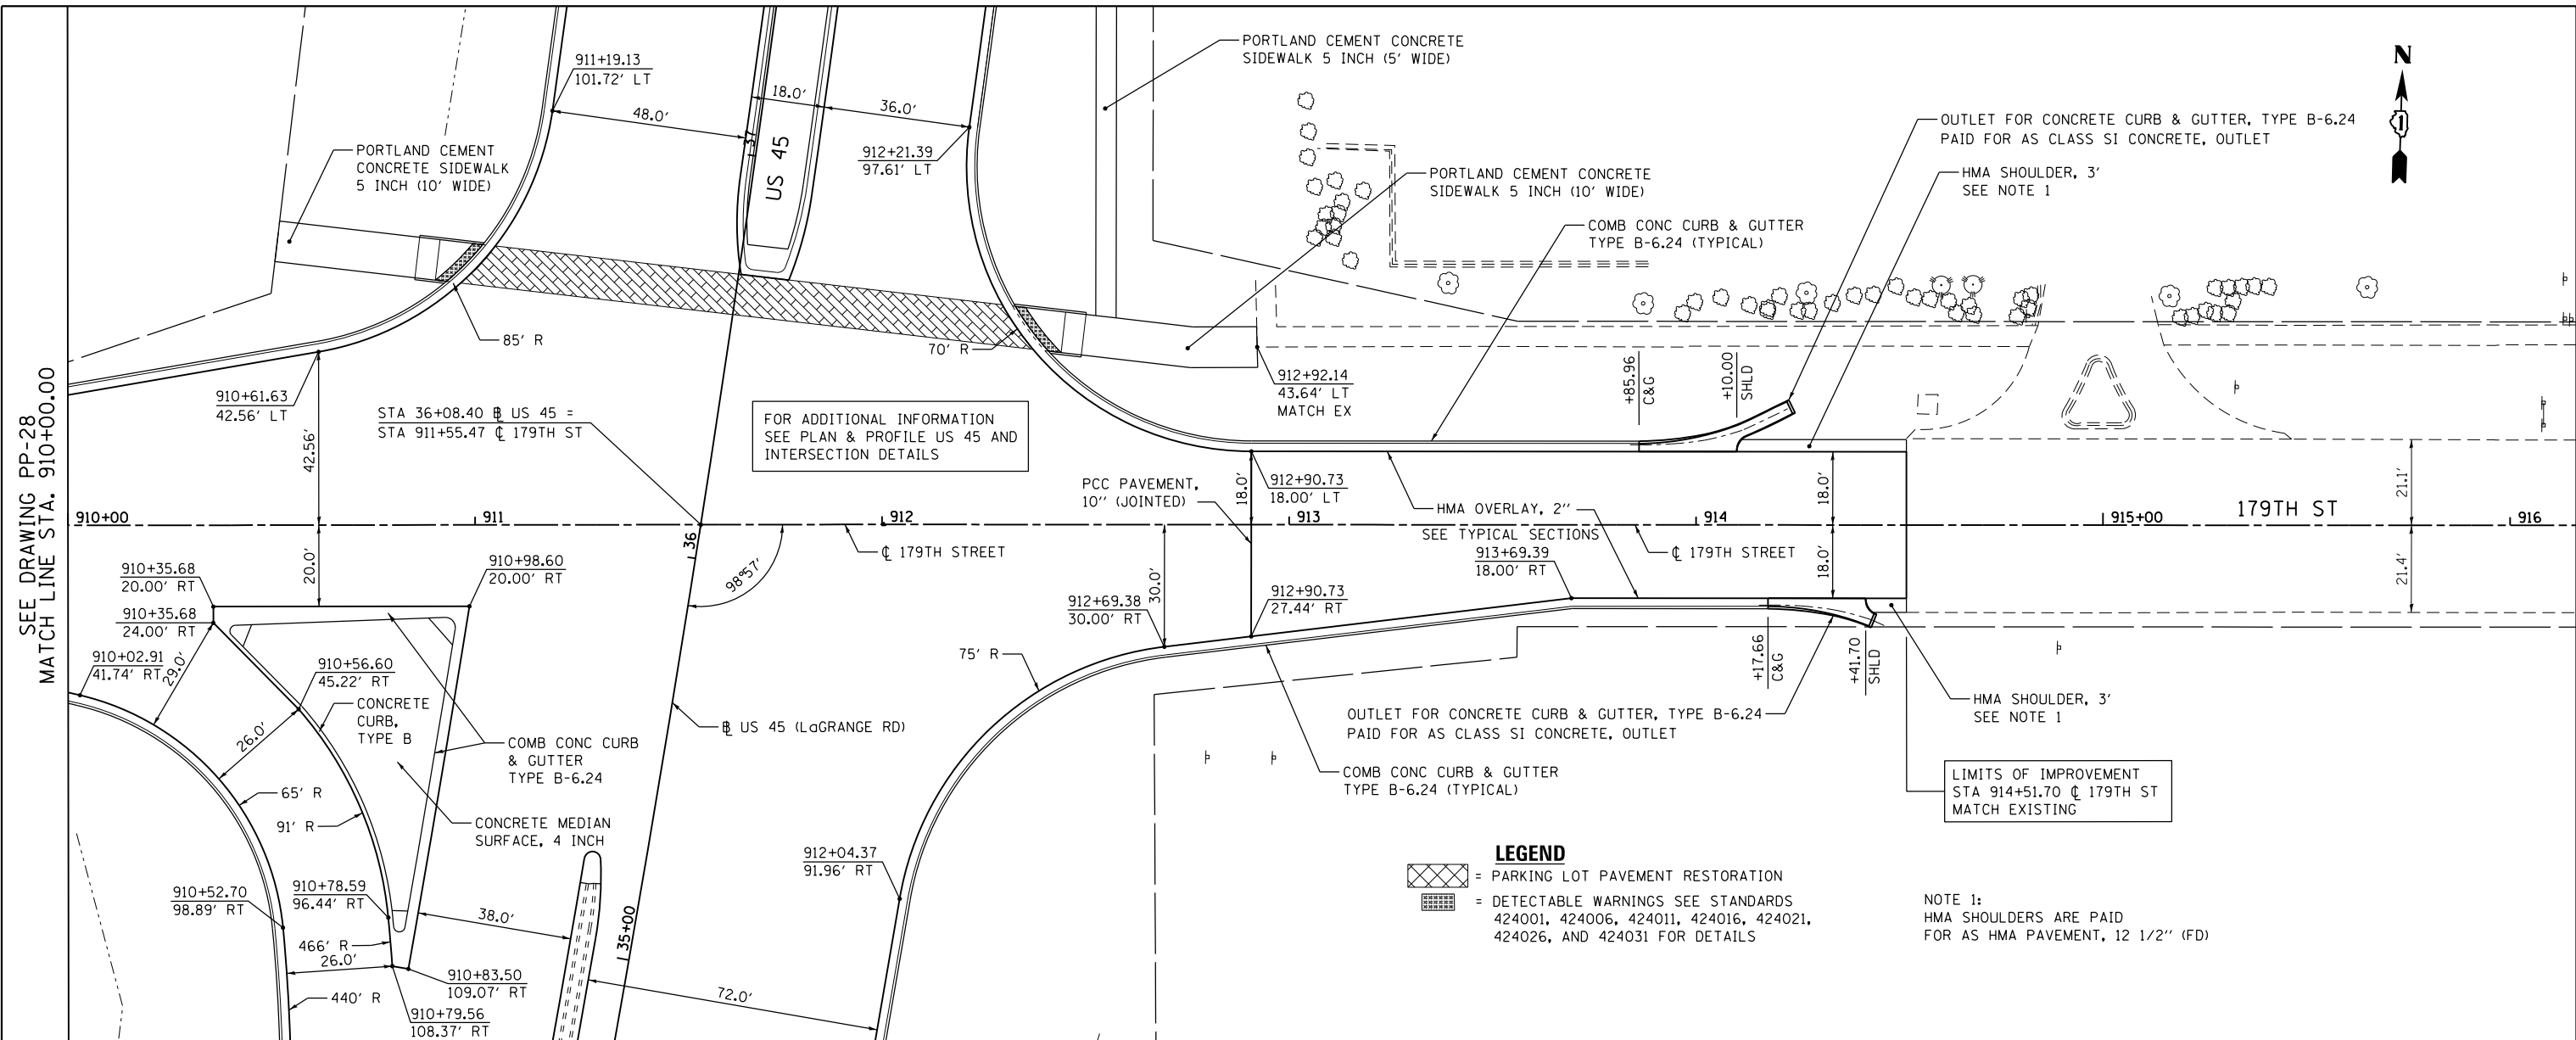 SEE DRAWING PP-28
MATCH LINE STA. 910+00.00
911+19.13
101.72' LT
48.0'
18.0'
36.0'
37
US 45
912+21.39
97.61' LT
PORTLAND CEMENT
CONCRETE SIDEWALK
5 INCH (10' WIDE)
PORTLAND CEMENT CONCRETE
SIDEWALK 5 INCH (5' WIDE)
PORTLAND CEMENT CONCRETE
SIDEWALK 5 INCH (10' WIDE)
COMB CONC CURB & GUTTER
TYPE B-6.24 (TYPICAL)
OUTLET FOR CONCRETE CURB & GUTTER, TYPE B-6.24
PAID FOR AS CLASS SI CONCRETE, OUTLET
HMA SHOULDER, 3'
SEE NOTE 1
N
1
85' R
70' R
910+61.63
42.56' LT
42.56'
STA 36+08.40 ℄ US 45 =
STA 911+55.47 ℄ 179TH ST
FOR ADDITIONAL INFORMATION
SEE PLAN & PROFILE US 45 AND
INTERSECTION DETAILS
912+92.14
43.64' LT
MATCH EX
+85.96
C&G
+10.00
SHLD
PCC PAVEMENT,
10" (JOINTED)
18.0'
912+90.73
18.00' LT
HMA OVERLAY, 2"
SEE TYPICAL SECTIONS
18.0'
21.1'
179TH ST
910+00
911
912
913
914
915+00
916
℄ 179TH STREET
℄ 179TH STREET
20.0'
36
98°57'
30.0'
18.0'
21.4'
910+35.68
20.00' RT
910+98.60
20.00' RT
910+35.68
24.00' RT
910+02.91
41.74' RT
29.0'
910+56.60
45.22' RT
CONCRETE
CURB,
TYPE B
26.0'
65' R
91' R
COMB CONC CURB
& GUTTER
TYPE B-6.24
CONCRETE MEDIAN
SURFACE, 4 INCH
℄ US 45 (LaGRANGE RD)
912+69.38
30.00' RT
912+90.73
27.44' RT
913+69.39
18.00' RT
75' R
+17.66
C&G
+41.70
SHLD
HMA SHOULDER, 3'
SEE NOTE 1
OUTLET FOR CONCRETE CURB & GUTTER, TYPE B-6.24
PAID FOR AS CLASS SI CONCRETE, OUTLET
COMB CONC CURB & GUTTER
TYPE B-6.24 (TYPICAL)
LIMITS OF IMPROVEMENT
STA 914+51.70 ℄ 179TH ST
MATCH EXISTING
912+04.37
91.96' RT
910+52.70
98.89' RT
910+78.59
96.44' RT
38.0'
35+00
466' R
26.0'
440' R
910+83.50
109.07' RT
910+79.56
108.37' RT
72.0'
LEGEND
= PARKING LOT PAVEMENT RESTORATION
= DETECTABLE WARNINGS SEE STANDARDS
424001, 424006, 424011, 424016, 424021,
424026, AND 424031 FOR DETAILS
NOTE 1:
HMA SHOULDERS ARE PAID
FOR AS HMA PAVEMENT, 12 1/2" (FD)